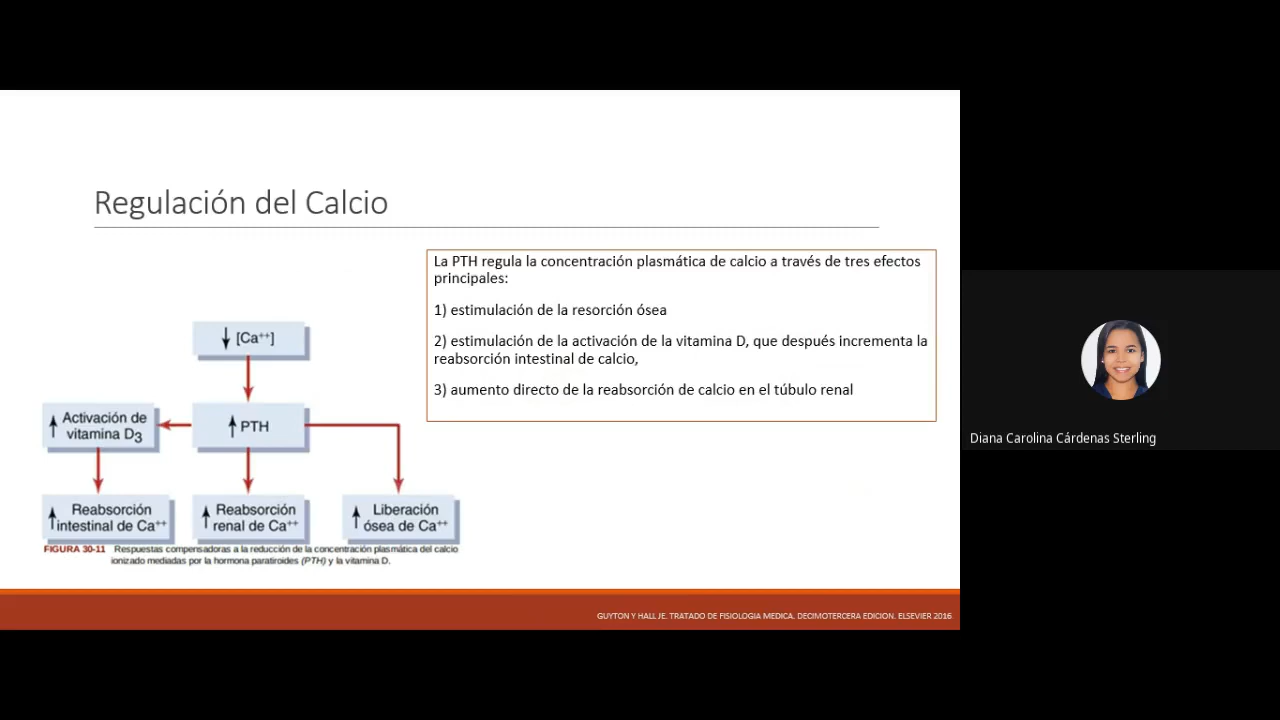 Regulación del Calcio
La PTH regula la concentración plasmática de calcio a través de tres efectos
principales:
1) estimulación de la resorción ósea
2) estimulación de la activación de la vitamina D, que después incrementa la
reabsorción intestinal de calcio,
3) aumento directo de la reabsorción de calcio en el túbulo renal
↓ [Ca⁺⁺]
↑ Activación de
vitamina D₃
↑ PTH
↑ Reabsorción
intestinal de Ca⁺⁺
↑ Reabsorción
renal de Ca⁺⁺
↑ Liberación
ósea de Ca⁺⁺
FIGURA 30-11 Respuestas compensadoras a la reducción de la concentración plasmática del calcio
ionizado mediadas por la hormona paratiroides (PTH) y la vitamina D.
GUYTON Y HALL JE. TRATADO DE FISIOLOGIA MEDICA. DECIMOTERCERA EDICION. ELSEVIER 2016
Diana Carolina Cárdenas Sterling